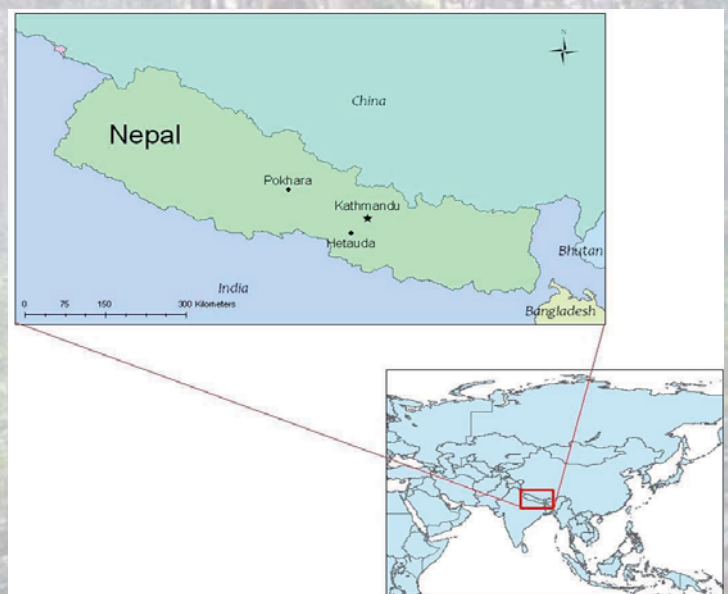 N
China
Nepal
Pokhara
Kathmandu
Hetauda
Bhutan
India
0 75 150 300 Kilometers
Bangladesh